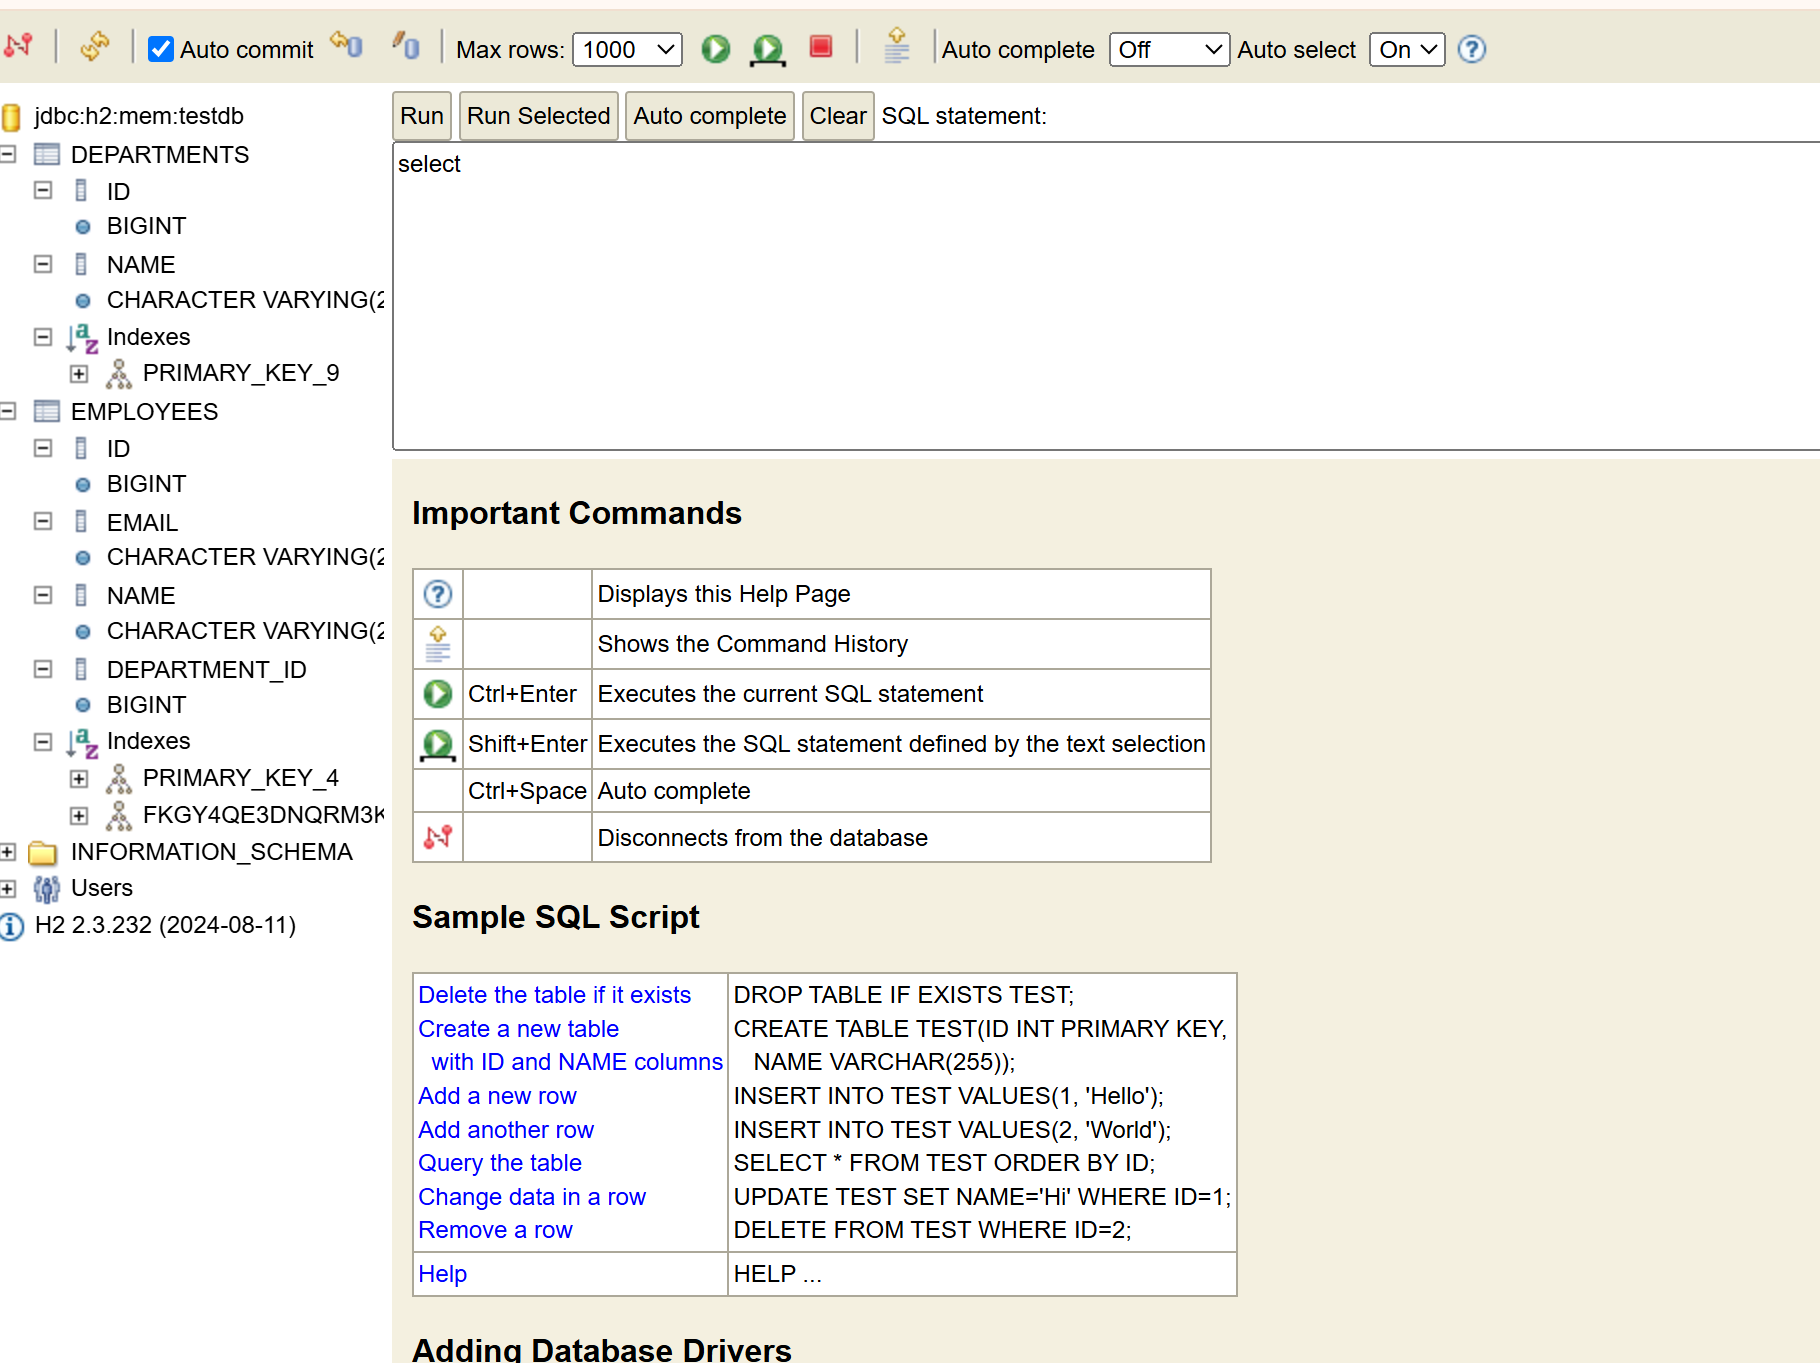 Auto commit Max rows: 1000 Auto complete Off Auto select On
jdbc:h2:mem:testdb
DEPARTMENTS
ID
BIGINT
NAME
CHARACTER VARYING(2
Indexes
PRIMARY_KEY_9
EMPLOYEES
ID
BIGINT
EMAIL
CHARACTER VARYING(2
NAME
CHARACTER VARYING(2
DEPARTMENT_ID
BIGINT
Indexes
PRIMARY_KEY_4
FKGY4QE3DNQRM3K
INFORMATION_SCHEMA
Users
H2 2.3.232 (2024-08-11)
Run Run Selected Auto complete Clear SQL statement:
select
Important Commands
Displays this Help Page
Shows the Command History
Ctrl+Enter Executes the current SQL statement
Shift+Enter Executes the SQL statement defined by the text selection
Ctrl+Space Auto complete
Disconnects from the database
Sample SQL Script
Delete the table if it exists DROP TABLE IF EXISTS TEST;
Create a new table CREATE TABLE TEST(ID INT PRIMARY KEY,
with ID and NAME columns NAME VARCHAR(255));
Add a new row INSERT INTO TEST VALUES(1, 'Hello');
Add another row INSERT INTO TEST VALUES(2, 'World');
Query the table SELECT * FROM TEST ORDER BY ID;
Change data in a row UPDATE TEST SET NAME='Hi' WHERE ID=1;
Remove a row DELETE FROM TEST WHERE ID=2;
Help HELP ...
Adding Database Drivers